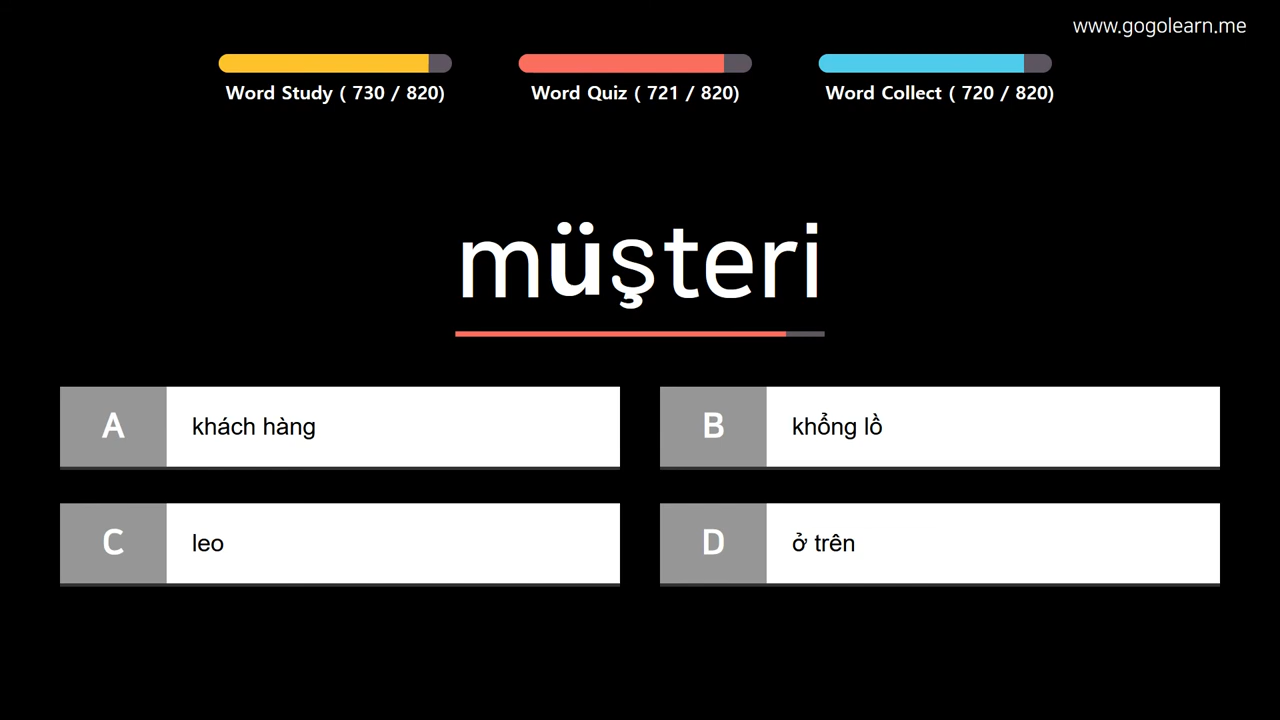 www.gogolearn.me
Word Study ( 730 / 820)
Word Quiz ( 721 / 820)
Word Collect ( 720 / 820)
müşteri
A khách hàng
B khổng lồ
C leo
D ở trên